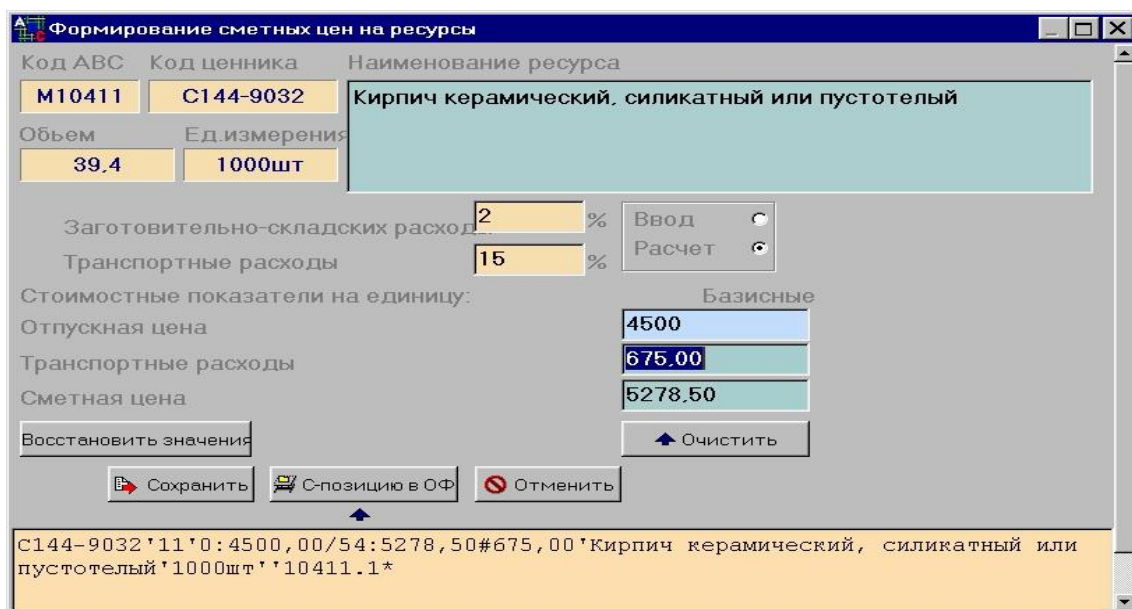 Формирование сметных цен на ресурсы
Код АВС Код ценника Наименование ресурса
М10411 С144-9032 Кирпич керамический, силикатный или пустотелый
Обьем Ед.измерения
39,4 1000шт
Заготовительно-складских расходы 2 % Ввод
Транспортные расходы 15 % Расчет
Стоимостные показатели на единицу: Базисные
Отпускная цена 4500
Транспортные расходы 675,00
Сметная цена 5278,50
Восстановить значения Очистить
Сохранить С-позицию в ОФ Отменить
С144-9032'11'0:4500,00/54:5278,50#675,00'Кирпич керамический, силикатный или
пустотелый'1000шт''10411.1*